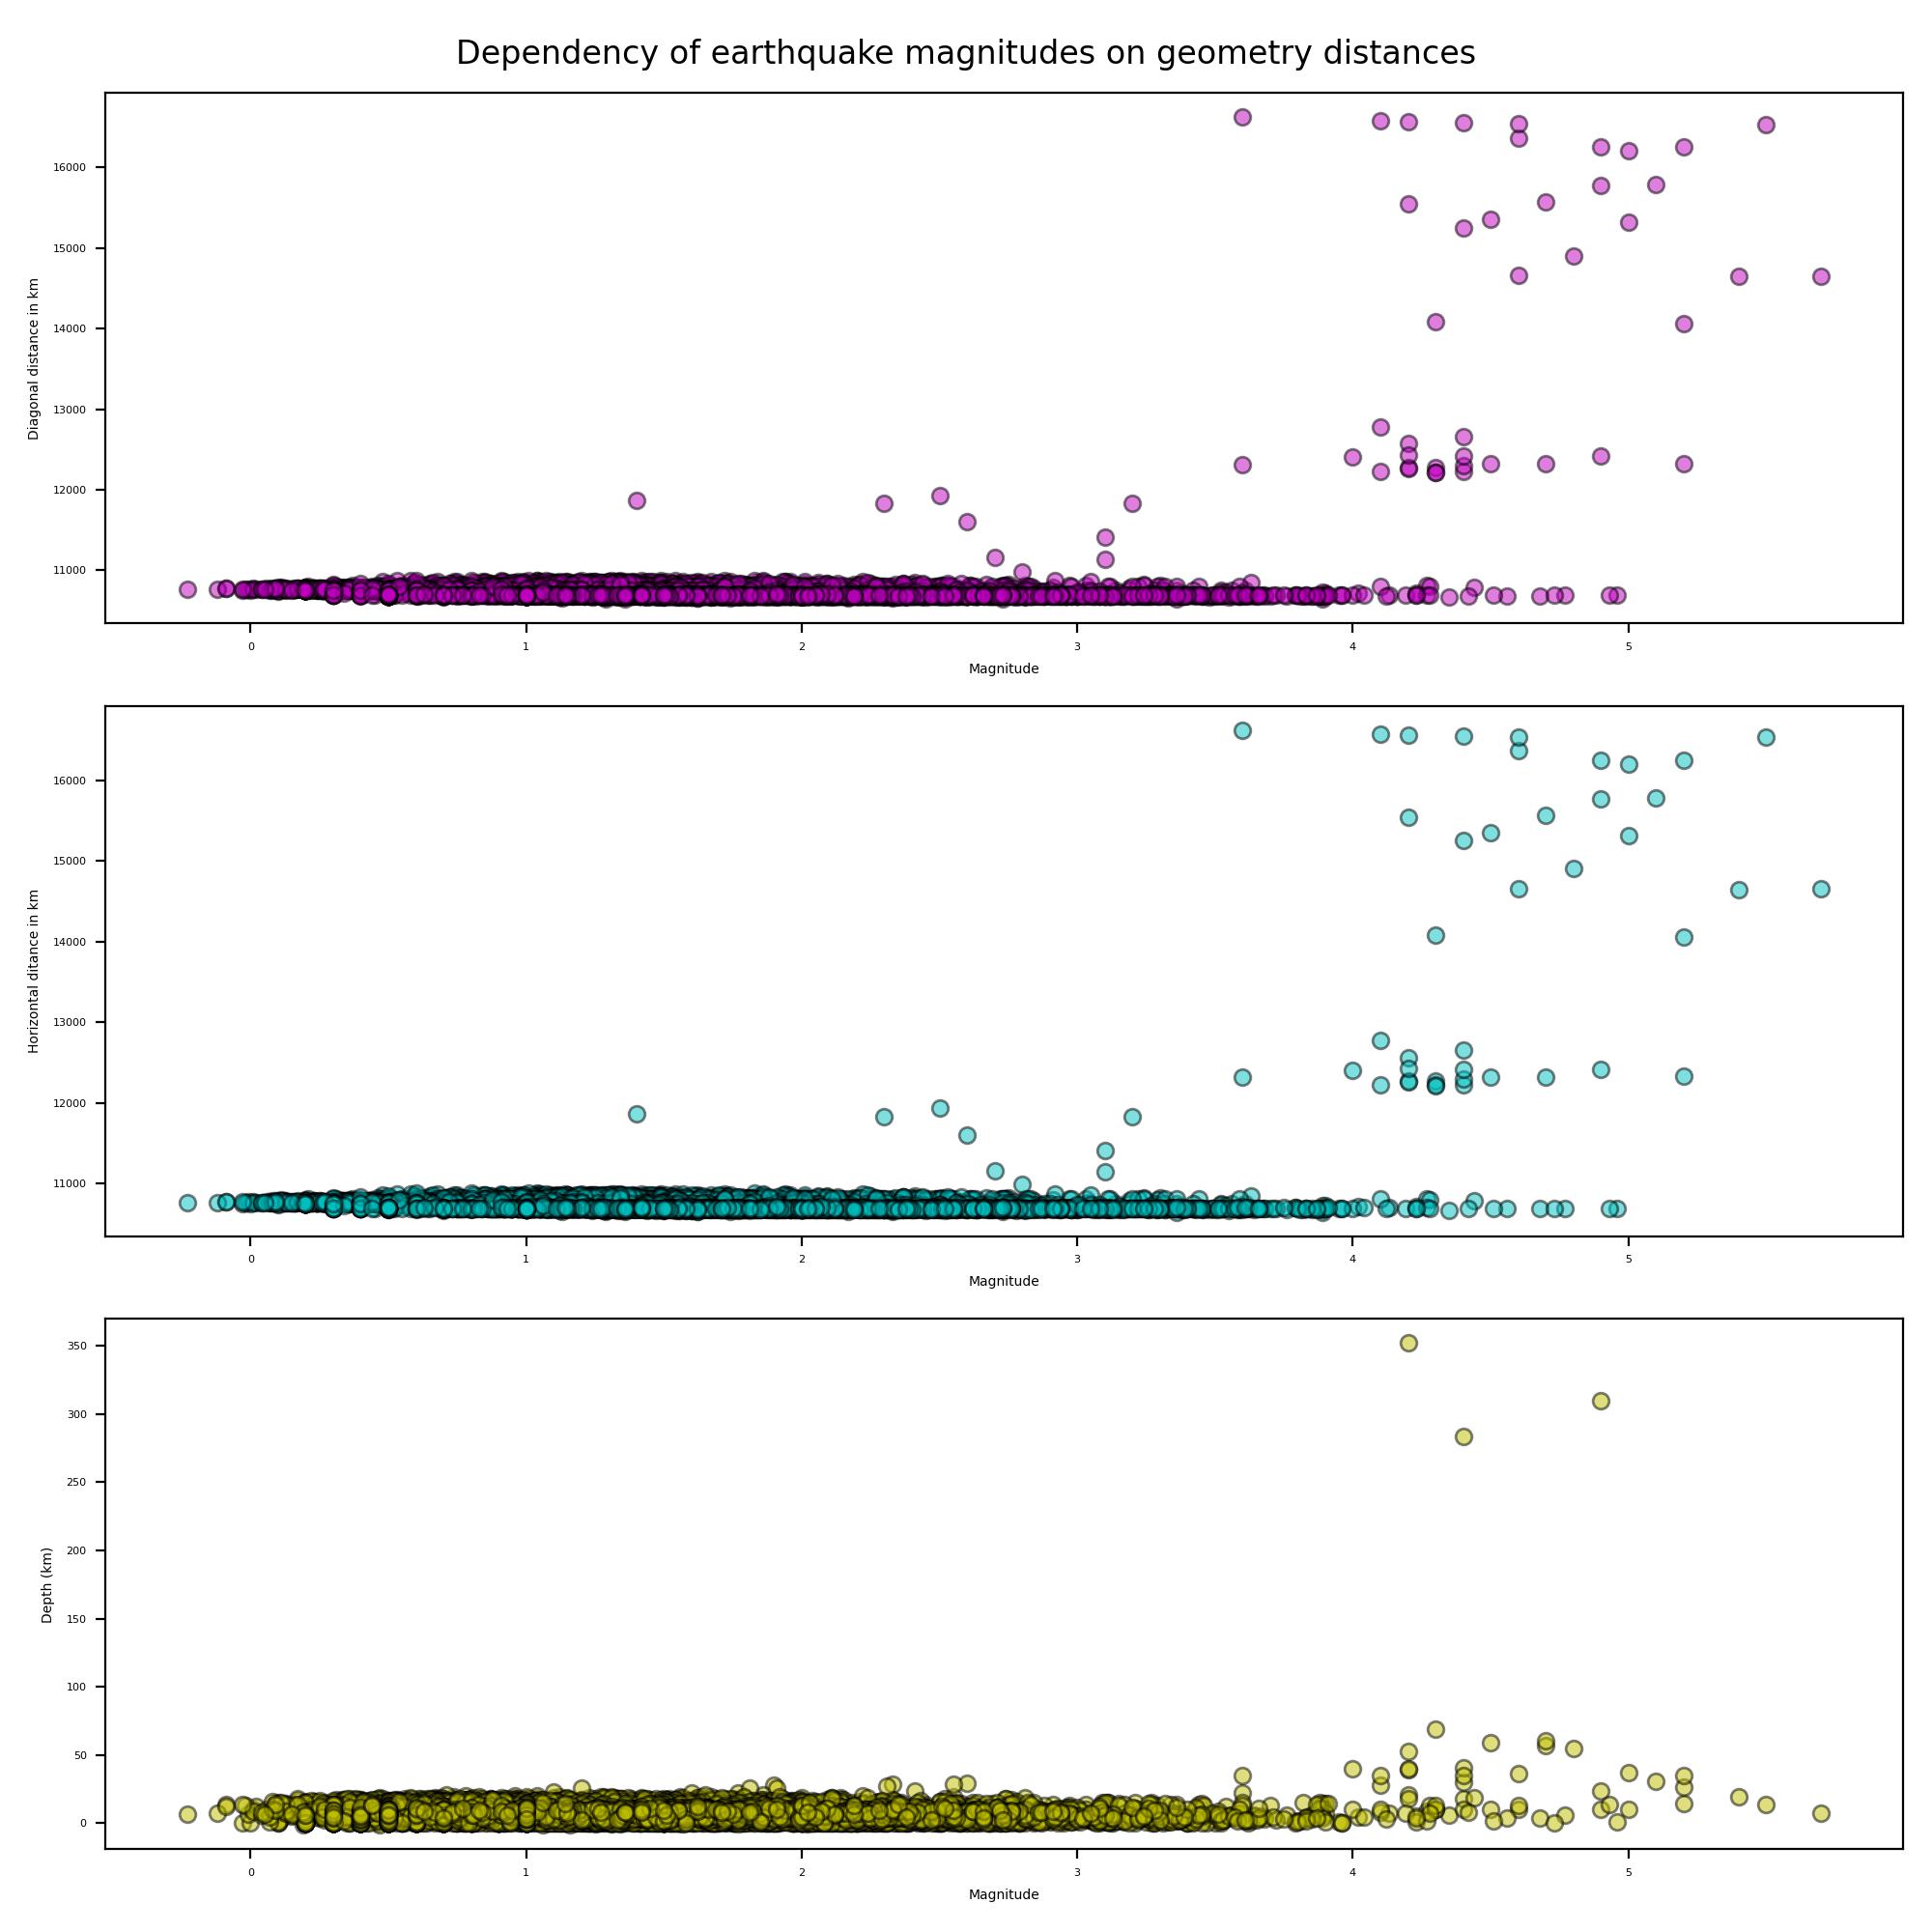 Dependency of earthquake magnitudes on geometry distances
Diagonal distance in km
16000
15000
14000
13000
12000
11000
0 1 2 3 4 5
Magnitude
Horizontal ditance in km
16000
15000
14000
13000
12000
11000
0 1 2 3 4 5
Magnitude
Depth (km)
350
300
250
200
150
100
50
0
0 1 2 3 4 5
Magnitude